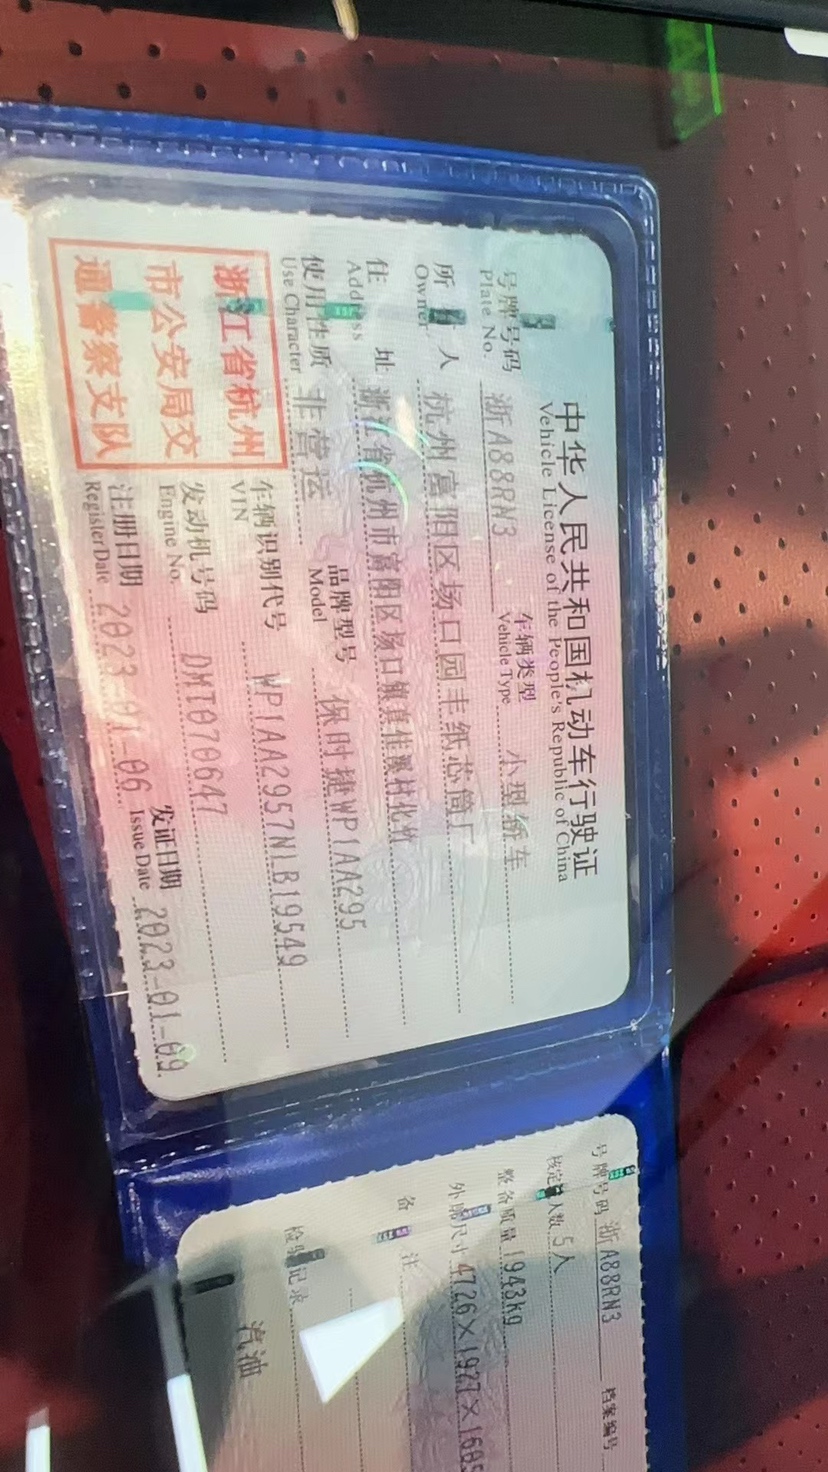 中华人民共和国机动车行驶证
Vehicle License of the People's Republic of China
号牌号码 浙A88RN3 车辆类型 小型轿车
Plate No. Vehicle Type
所 人 杭州富阳区场口园丰纸芯筒厂
Owner
住 址 浙江省杭州市富阳区场口镇真佳溪村化竹
Address
使用性质 非营运 品牌型号 保时捷WP1AA295
Use Character Model
浙江省杭州
市公安局交
通警察支队
车辆识别代号 WP1AA2957NLB19549
VIN
发动机号码 DMT070647
Engine No.
注册日期 2023-01-06 发证日期 2023-01-09
Register Date Issue Date
号牌号码 浙A88RN3 档案编号
核定 人数 5人
整备质量 1943kg
外廓尺寸 4726×1927×1695
备 注
检验记录
汽油